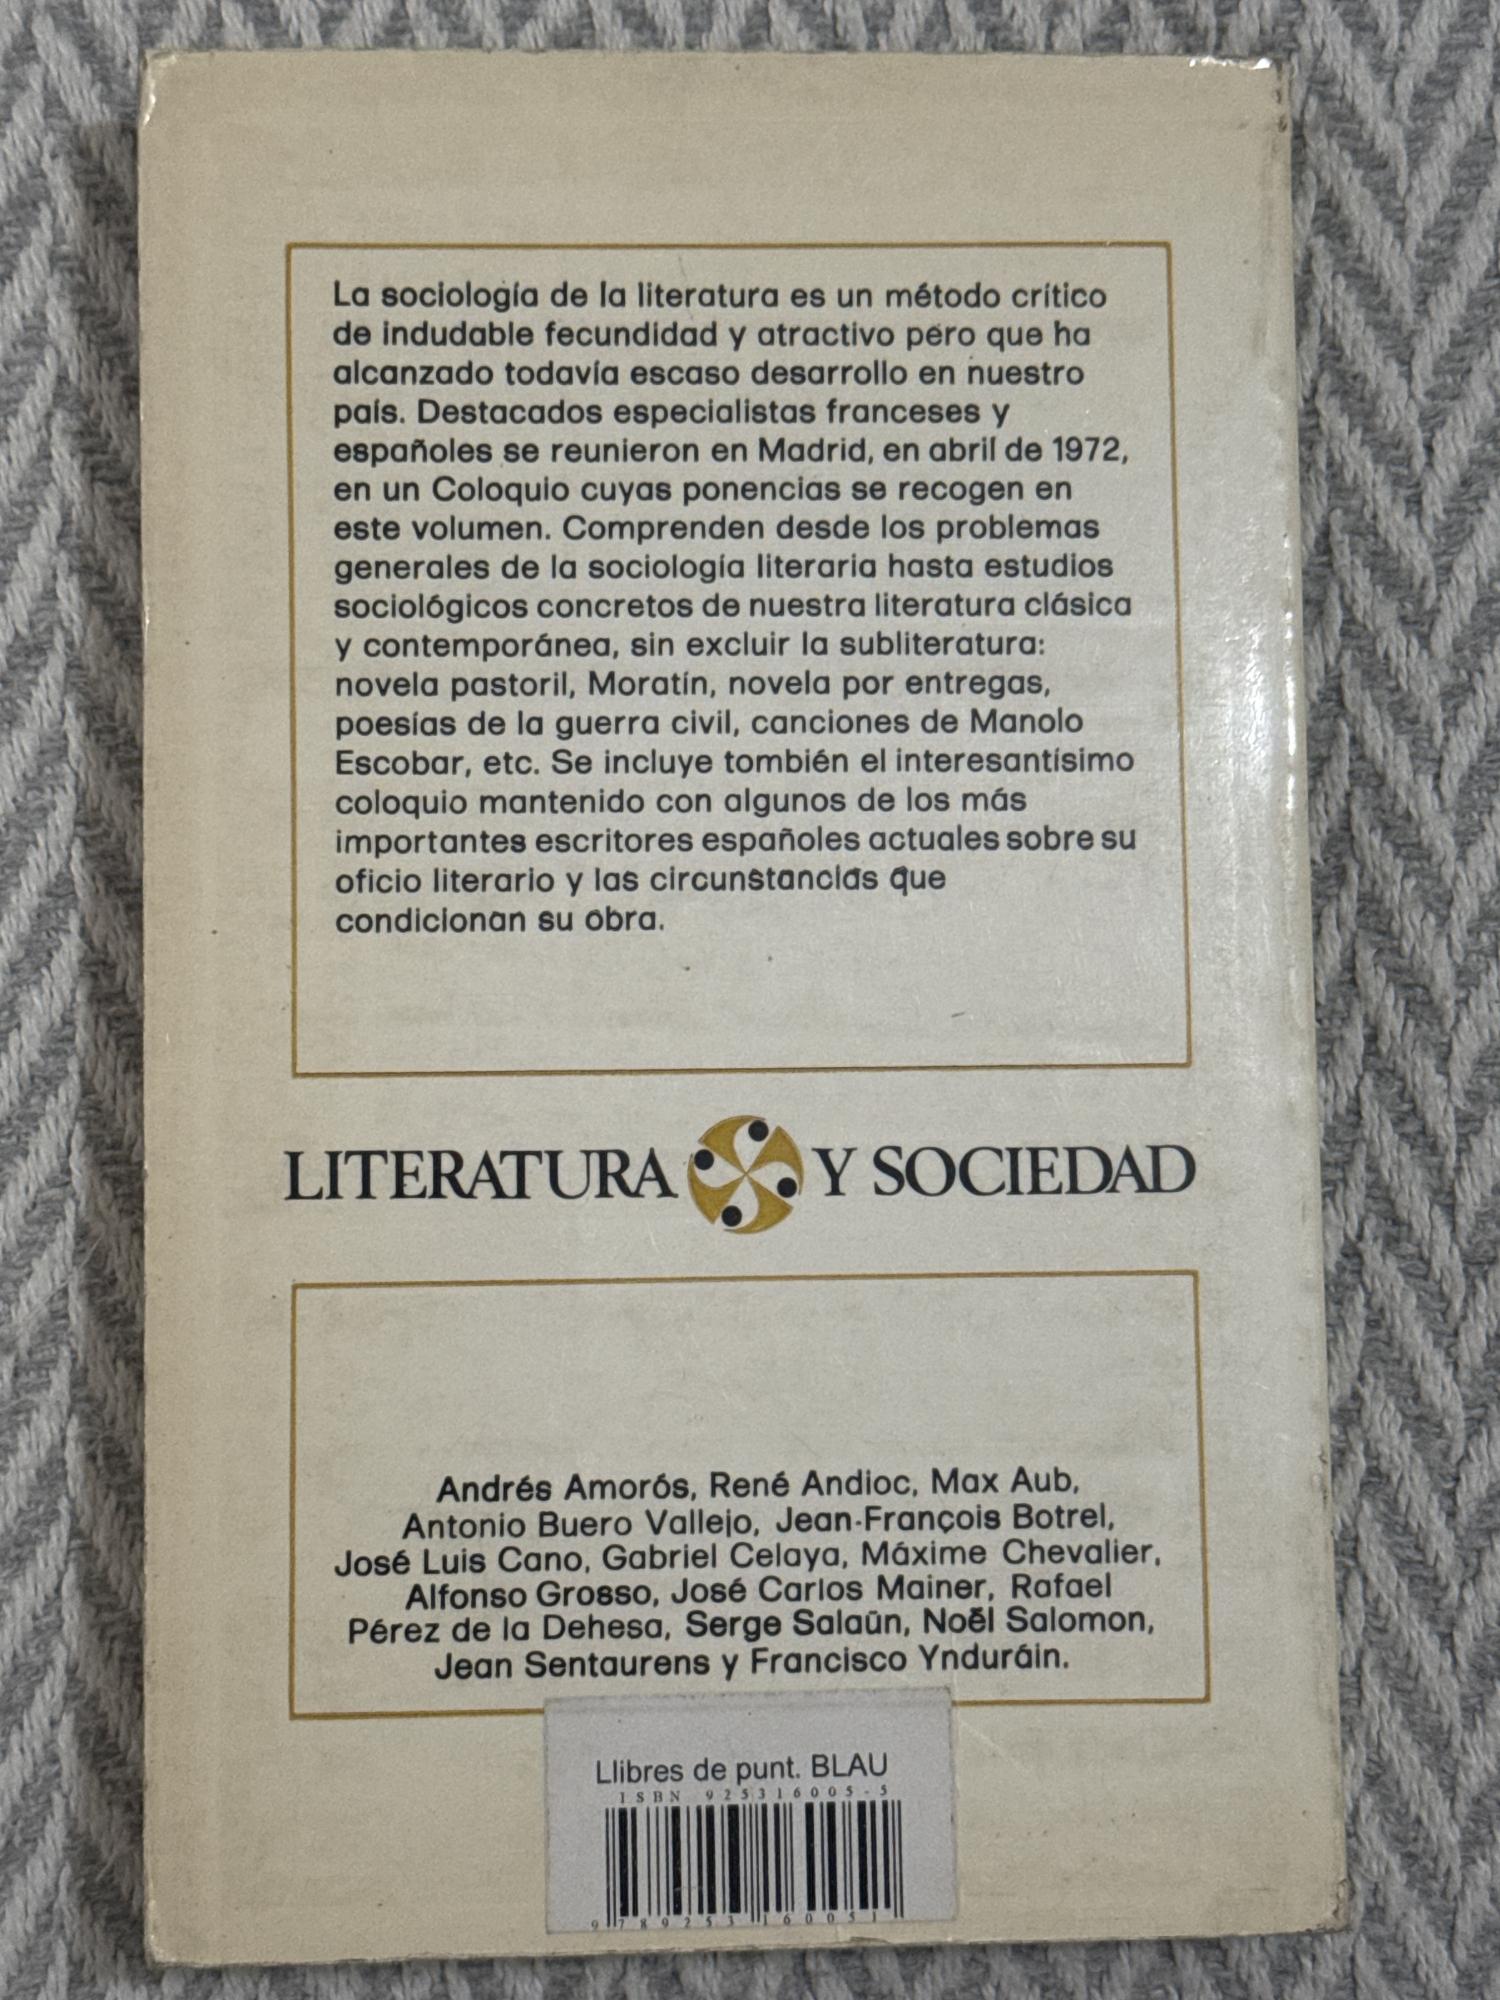 La sociología de la literatura es un método crítico
de indudable fecundidad y atractivo pero que ha
alcanzado todavía escaso desarrollo en nuestro
país. Destacados especialistas franceses y
españoles se reunieron en Madrid, en abril de 1972,
en un Coloquio cuyas ponencias se recogen en
este volumen. Comprenden desde los problemas
generales de la sociología literaria hasta estudios
sociológicos concretos de nuestra literatura clásica
y contemporánea, sin excluir la subliteratura:
novela pastoril, Moratín, novela por entregas,
poesías de la guerra civil, canciones de Manolo
Escobar, etc. Se incluye también el interesantísimo
coloquio mantenido con algunos de los más
importantes escritores españoles actuales sobre su
oficio literario y las circunstancias que
condicionan su obra.
LITERATURA Y SOCIEDAD
Andrés Amorós, René Andioc, Max Aub,
Antonio Buero Vallejo, Jean-François Botrel,
José Luis Cano, Gabriel Celaya, Máxime Chevalier,
Alfonso Grosso, José Carlos Mainer, Rafael
Pérez de la Dehesa, Serge Salaün, Noël Salomon,
Jean Sentaurens y Francisco Ynduráin.
Llibres de punt. BLAU
ISBN 925316005-5
9 789253 160051